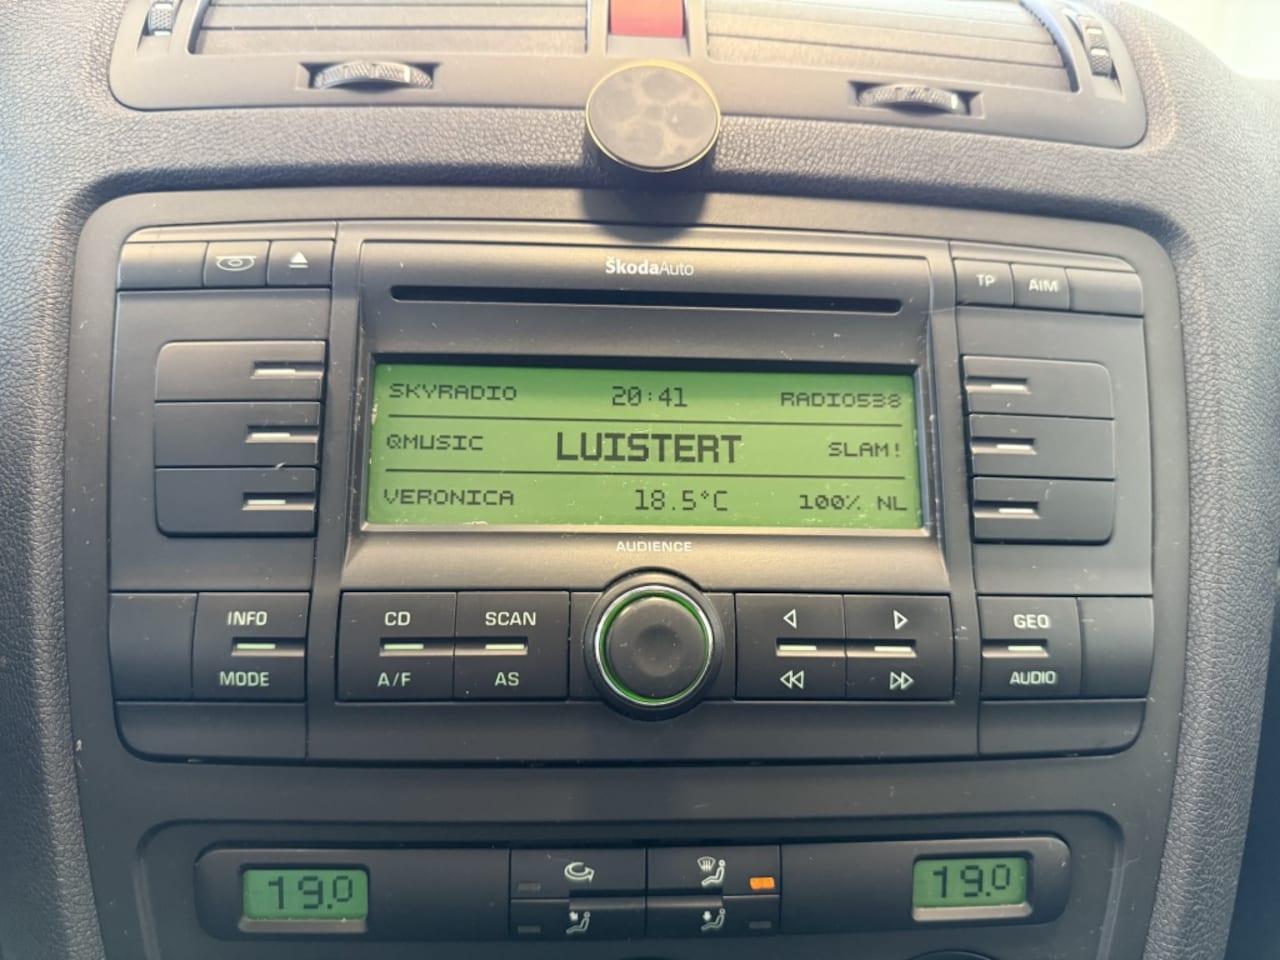 ŠkodaAuto
TP AIM
SKYRADIO 20:41 RADIO538
QMUSIC LUISTERT SLAM!
VERONICA 18.5°C 100% NL
AUDIENCE
INFO CD SCAN GEO
MODE A/F AS AUDIO
19.0 19.0